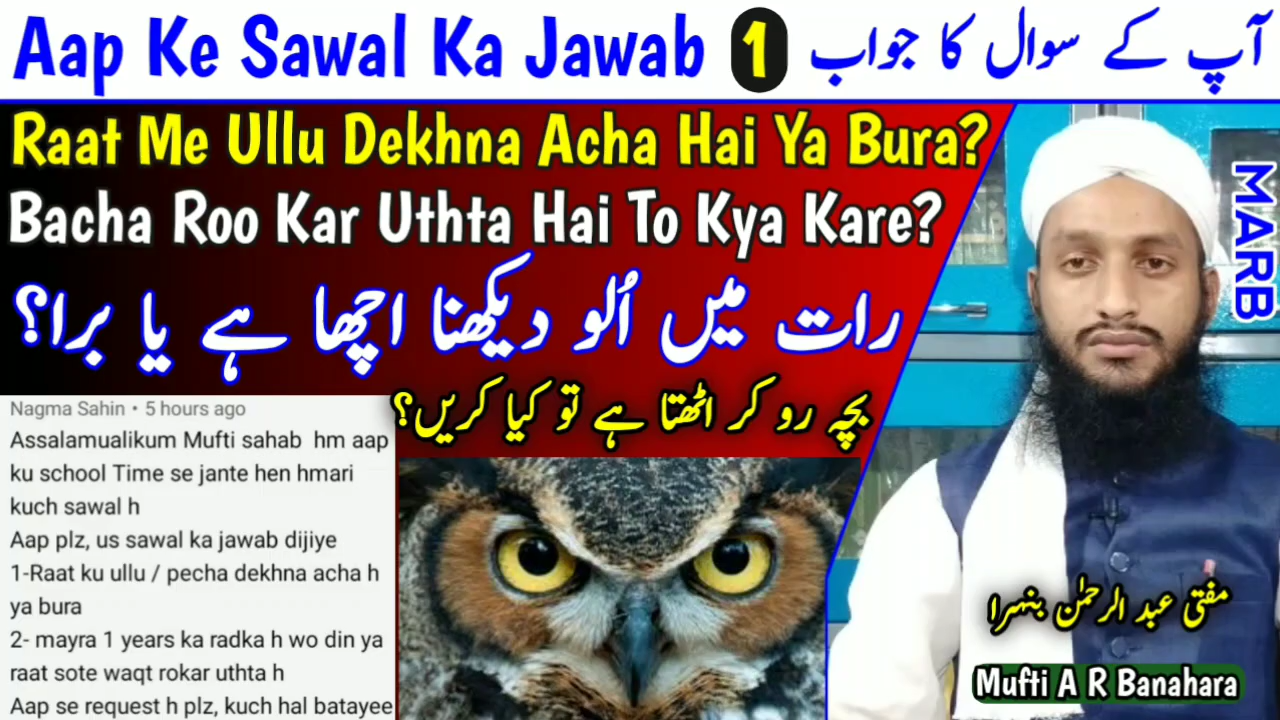 Aap Ke Sawal Ka Jawab 1 آپ کے سوال کا جواب
Raat Me Ullu Dekhna Acha Hai Ya Bura?
Bacha Roo Kar Uthta Hai To Kya Kare?
رات میں اُلو دیکھنا اچھا ہے یا برا؟
بچہ رو کر اٹھتا ہے تو کیا کریں؟
Nagma Sahin • 5 hours ago
Assalamualikum Mufti sahab hm aap
ku school Time se jante hen hmari
kuch sawal h
Aap plz, us sawal ka jawab dijiye
1-Raat ku ullu / pecha dekhna acha h
ya bura
2- mayra 1 years ka radka h wo din ya
raat sote waqt rokar uthta h
Aap se request h plz, kuch hal batayee
MARB
مفتی عبد الرحمٰن بنہرا
Mufti A R Banahara